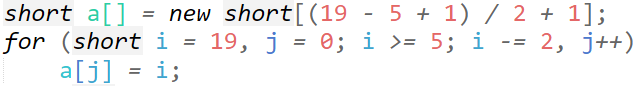 short a[] = new short[(19 - 5 + 1) / 2 + 1];
for (short i = 19, j = 0; i >= 5; i -= 2, j++)
a[j] = i;